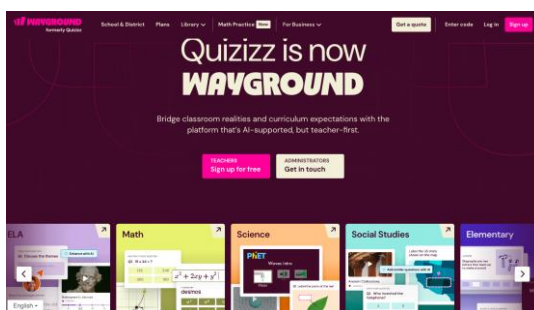 WAYGROUND
formerly Quizizz
School & District Plans Library Math Practice New For Business Get a quote Enter code Log in Sign up
Quizizz is now
WAYGROUND
Bridge classroom realities and curriculum expectations with the
platform that's AI-supported, but teacher-first.
TEACHERS
Sign up for free
ADMINISTRATORS
Get in touch
ELA
Math
Science
Social Studies
Elementary
PhET
desmos
English